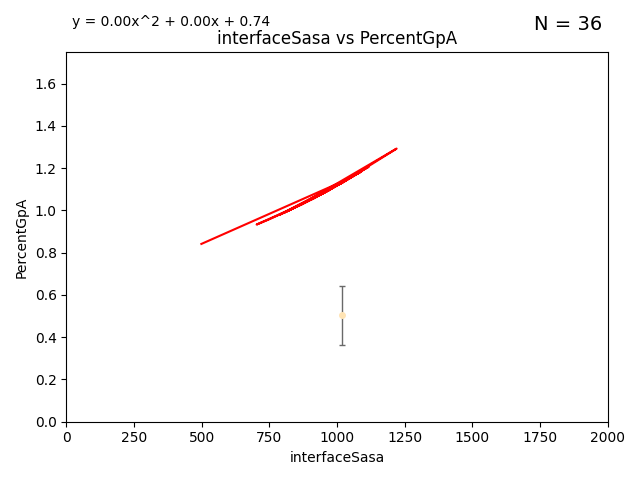 y = 0.00x^2 + 0.00x + 0.74
N = 36
interfaceSasa vs PercentGpA
PercentGpA
1.6
1.4
1.2
1.0
0.8
0.6
0.4
0.2
0.0
0 250 500 750 1000 1250 1500 1750 2000
interfaceSasa